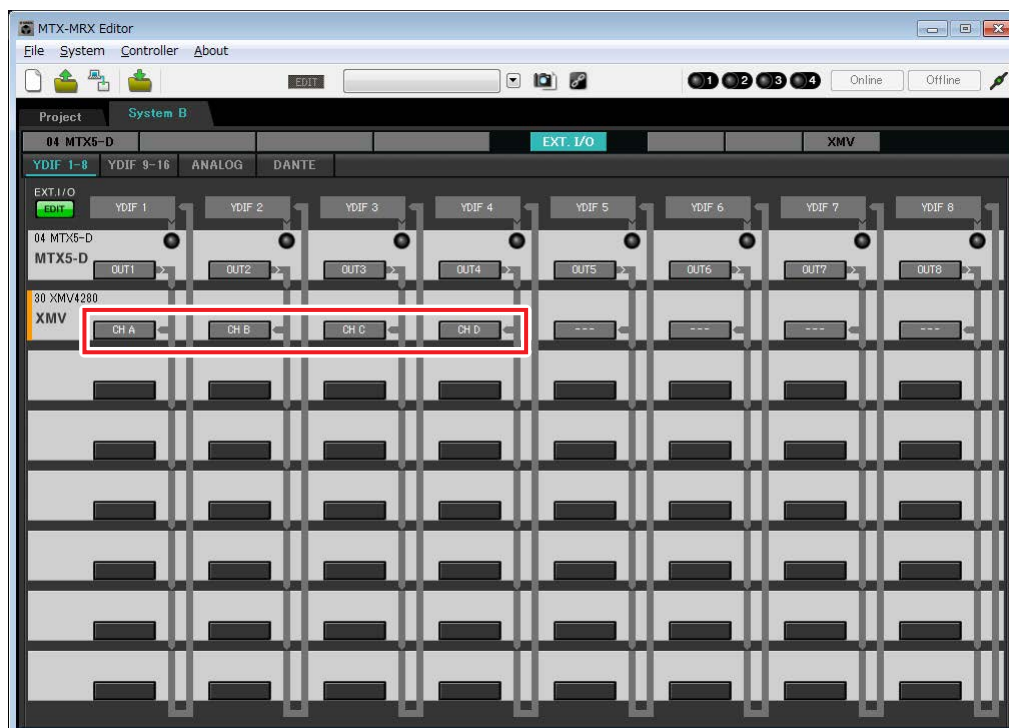 MTX-MRX Editor
File System Controller About
EDIT 1 2 3 4 Online Offline
Project System B
04 MTX5-D EXT. I/O XMV
YDIF 1-8 YDIF 9-16 ANALOG DANTE
EXT.I/O
EDIT YDIF 1 YDIF 2 YDIF 3 YDIF 4 YDIF 5 YDIF 6 YDIF 7 YDIF 8
04 MTX5-D
MTX5-D OUT1 OUT2 OUT3 OUT4 OUT5 OUT6 OUT7 OUT8
30 XMV4280
XMV CH A CH B CH C CH D --- --- --- ---